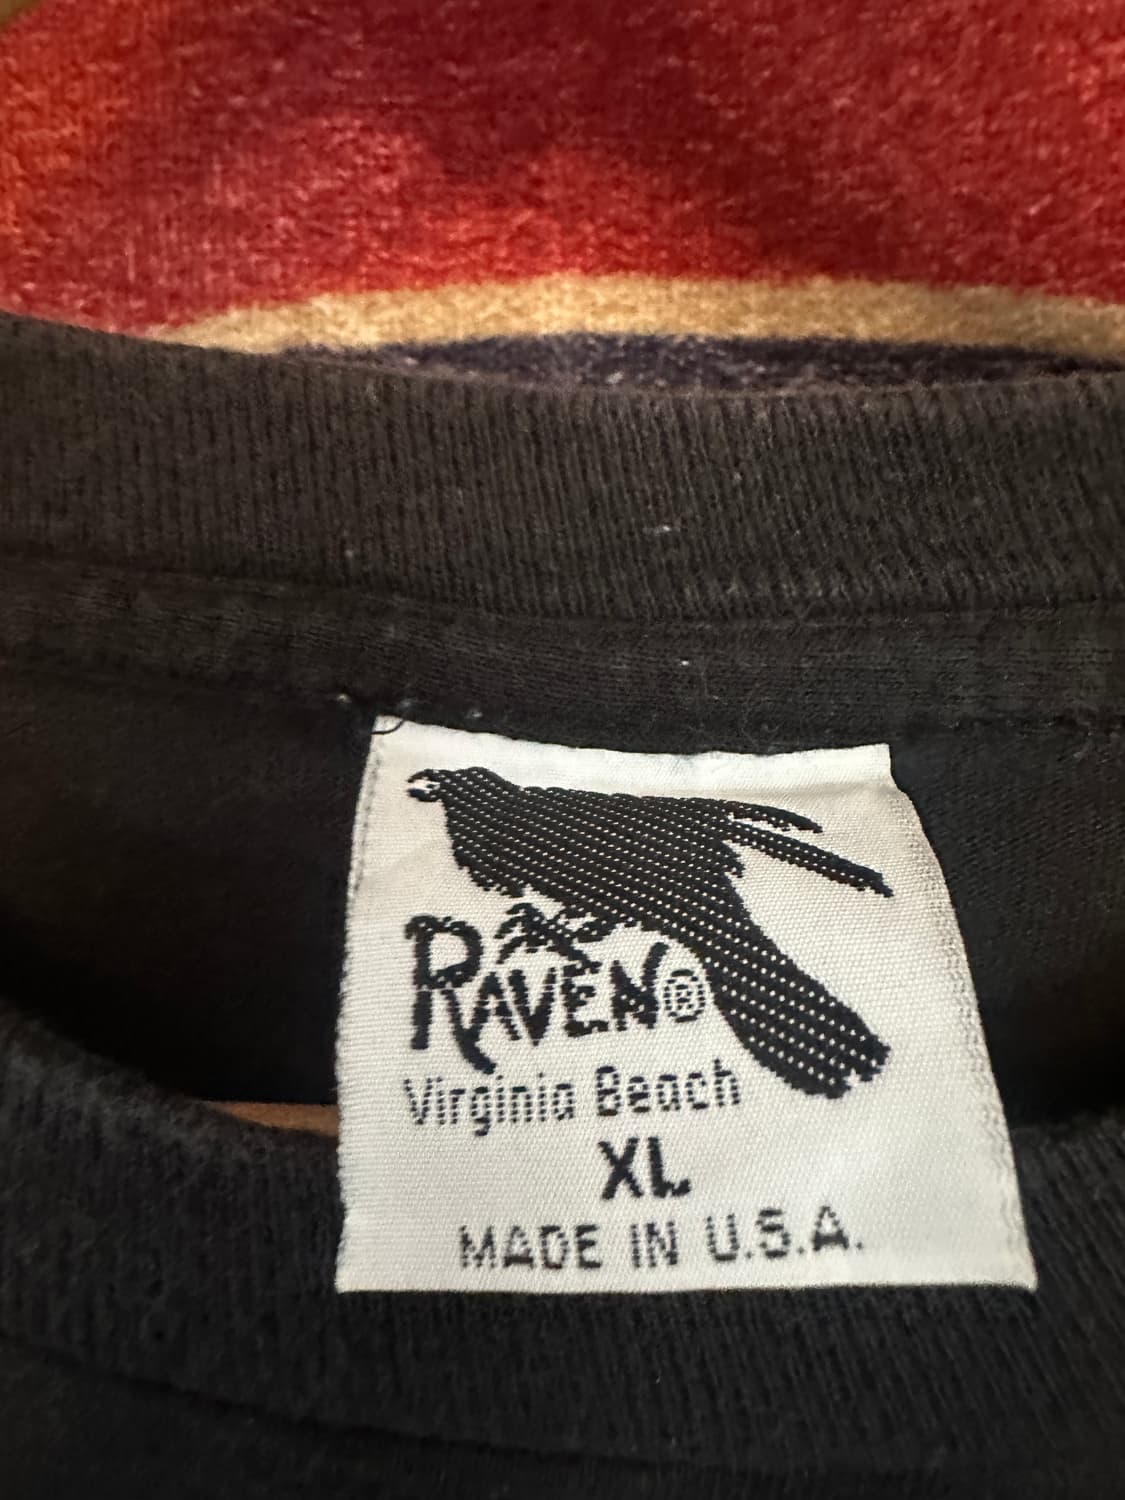 RAVEN®
Virginia Beach
XL
MADE IN U.S.A.